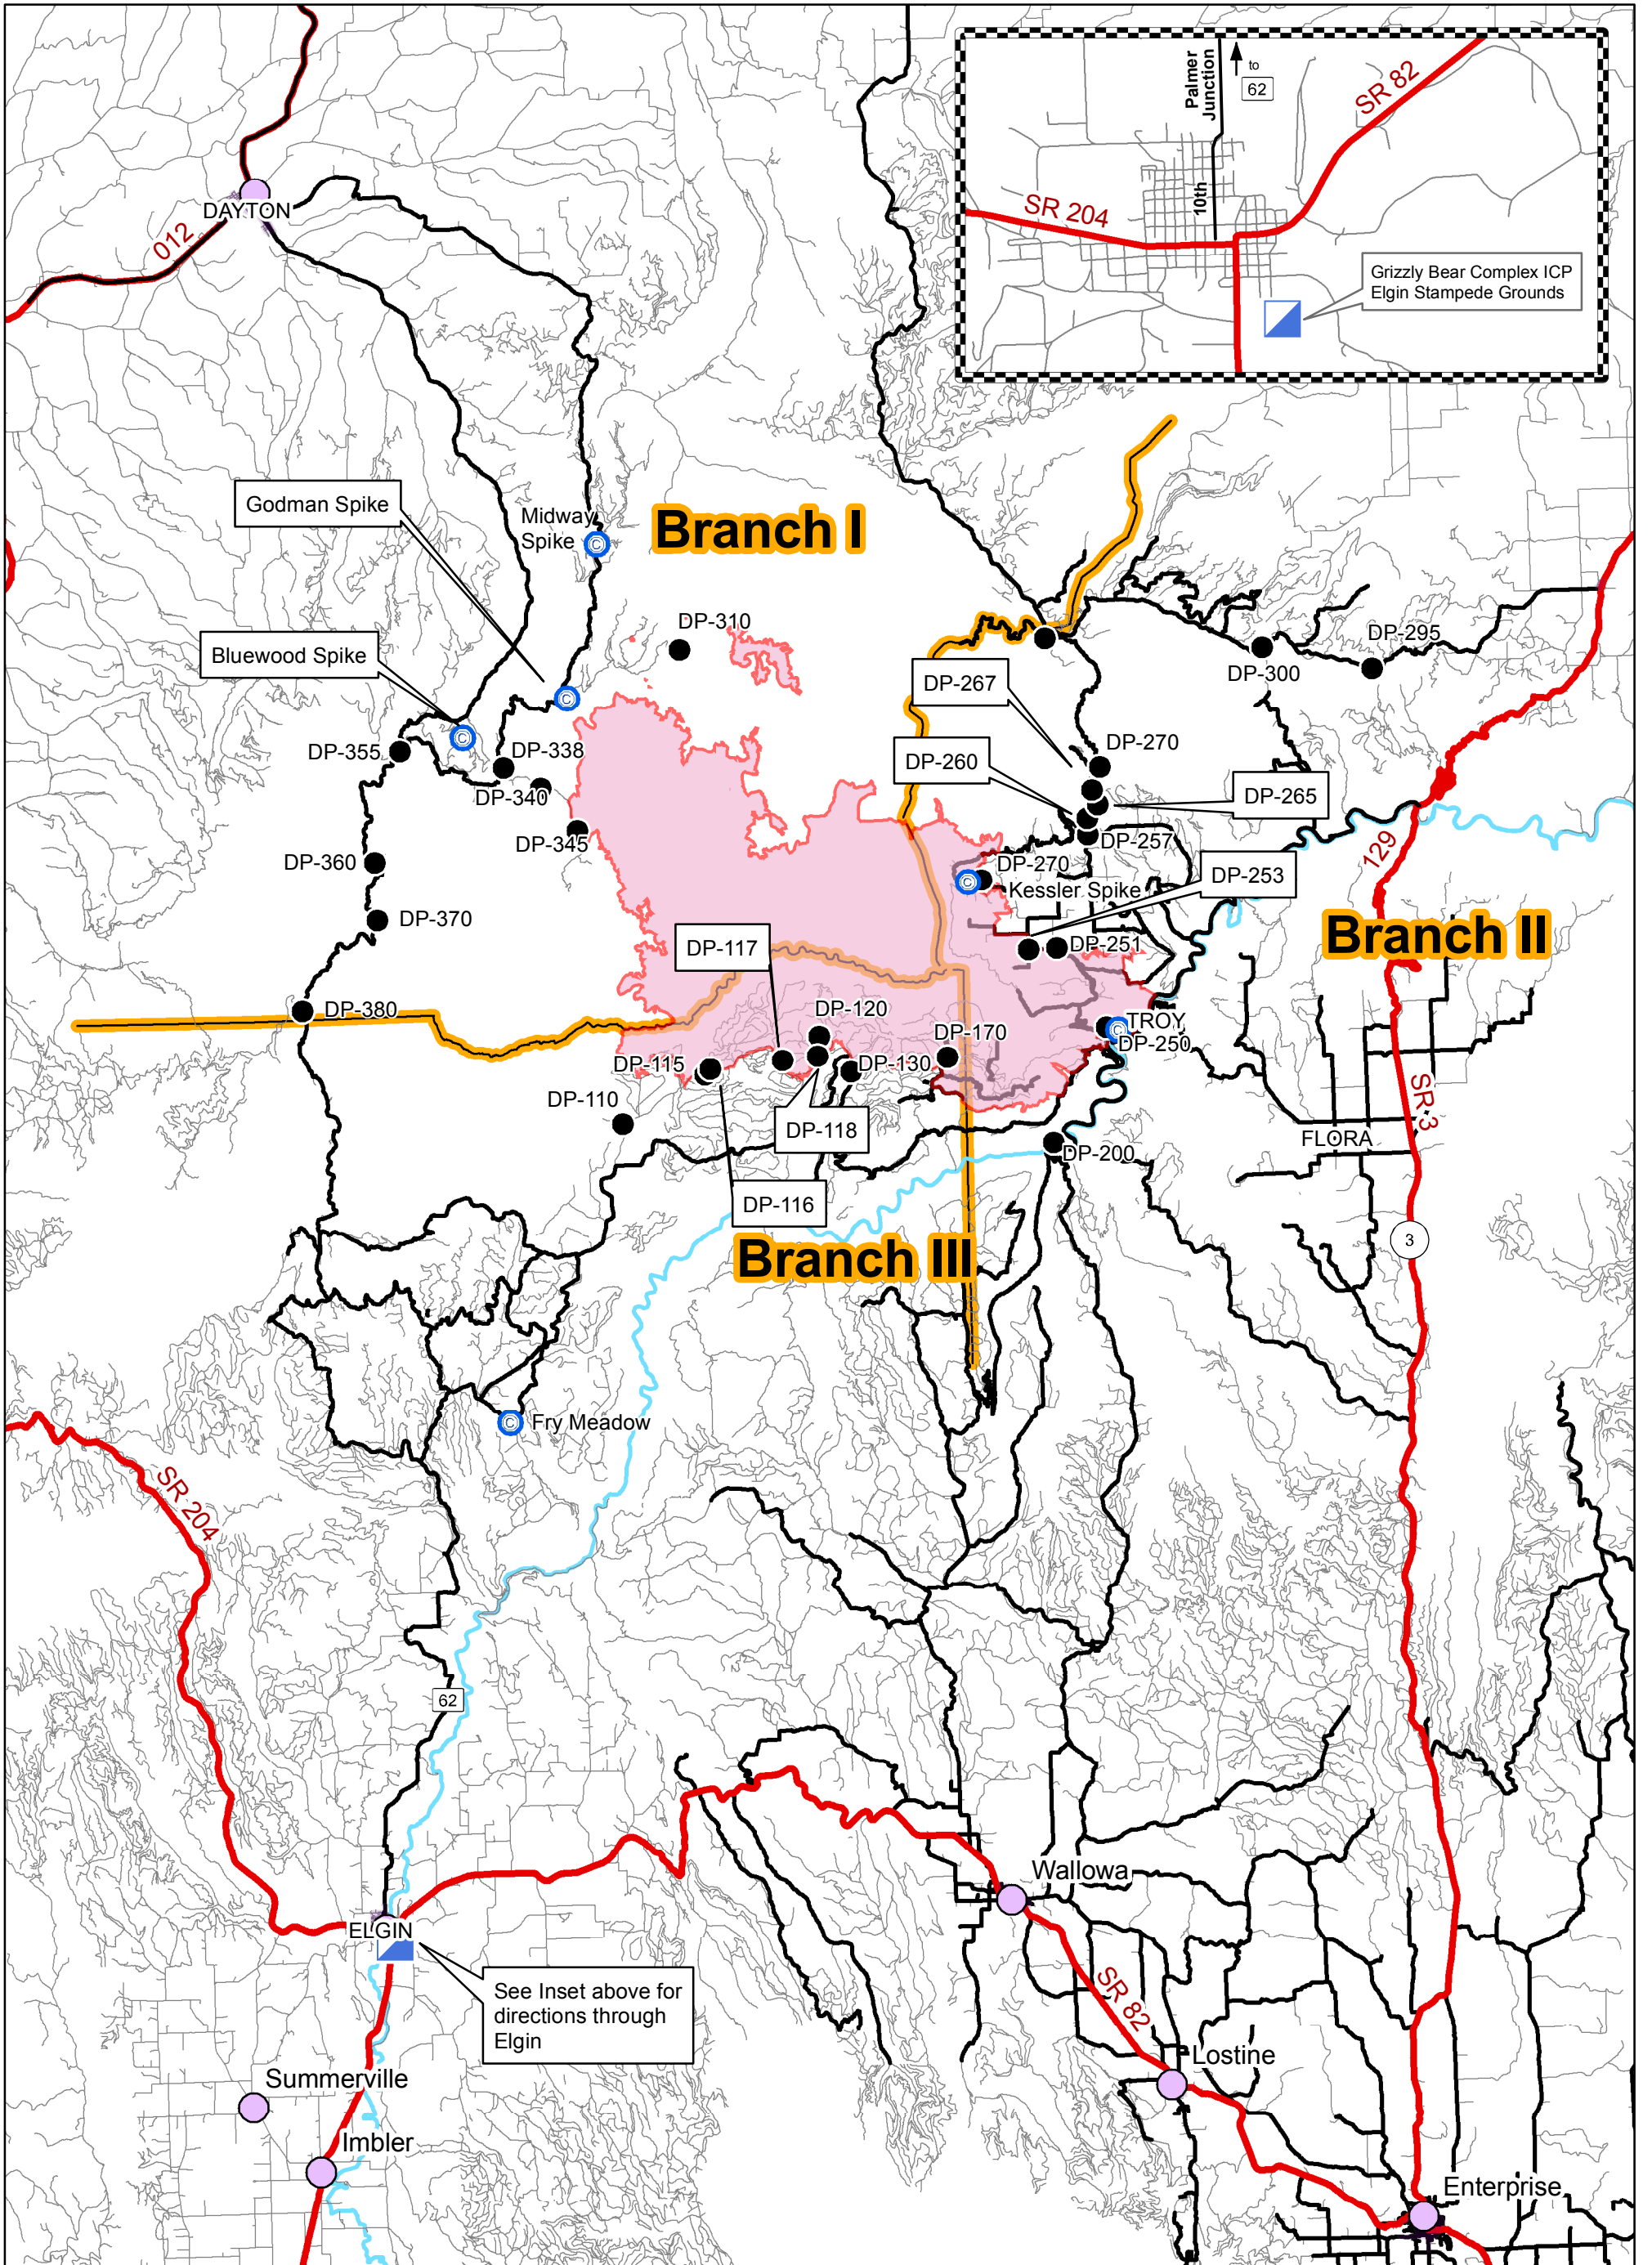 Palmer
Junction
to
62
SR 82
10th
SR 204
Grizzly Bear Complex ICP
Elgin Stampede Grounds
DAYTON
012
Godman Spike
Midway
Spike
Branch I
Bluewood Spike
DP-310
DP-295
DP-300
DP-267
DP-355
DP-338
DP-270
DP-260
DP-340
DP-265
DP-345
DP-257
DP-360
DP-270
Kessler Spike
DP-253
129
DP-370
DP-117
DP-251
Branch II
DP-380
DP-120
TROY
DP-250
DP-170
DP-115
DP-130
DP-110
DP-118
SR 3
FLORA
DP-200
DP-116
3
Branch III
Fry Meadow
SR 204
62
Wallowa
ELGIN
See Inset above for
directions through
Elgin
SR 82
Lostine
Summerville
Imbler
Enterprise
C
C
C
C
C
C